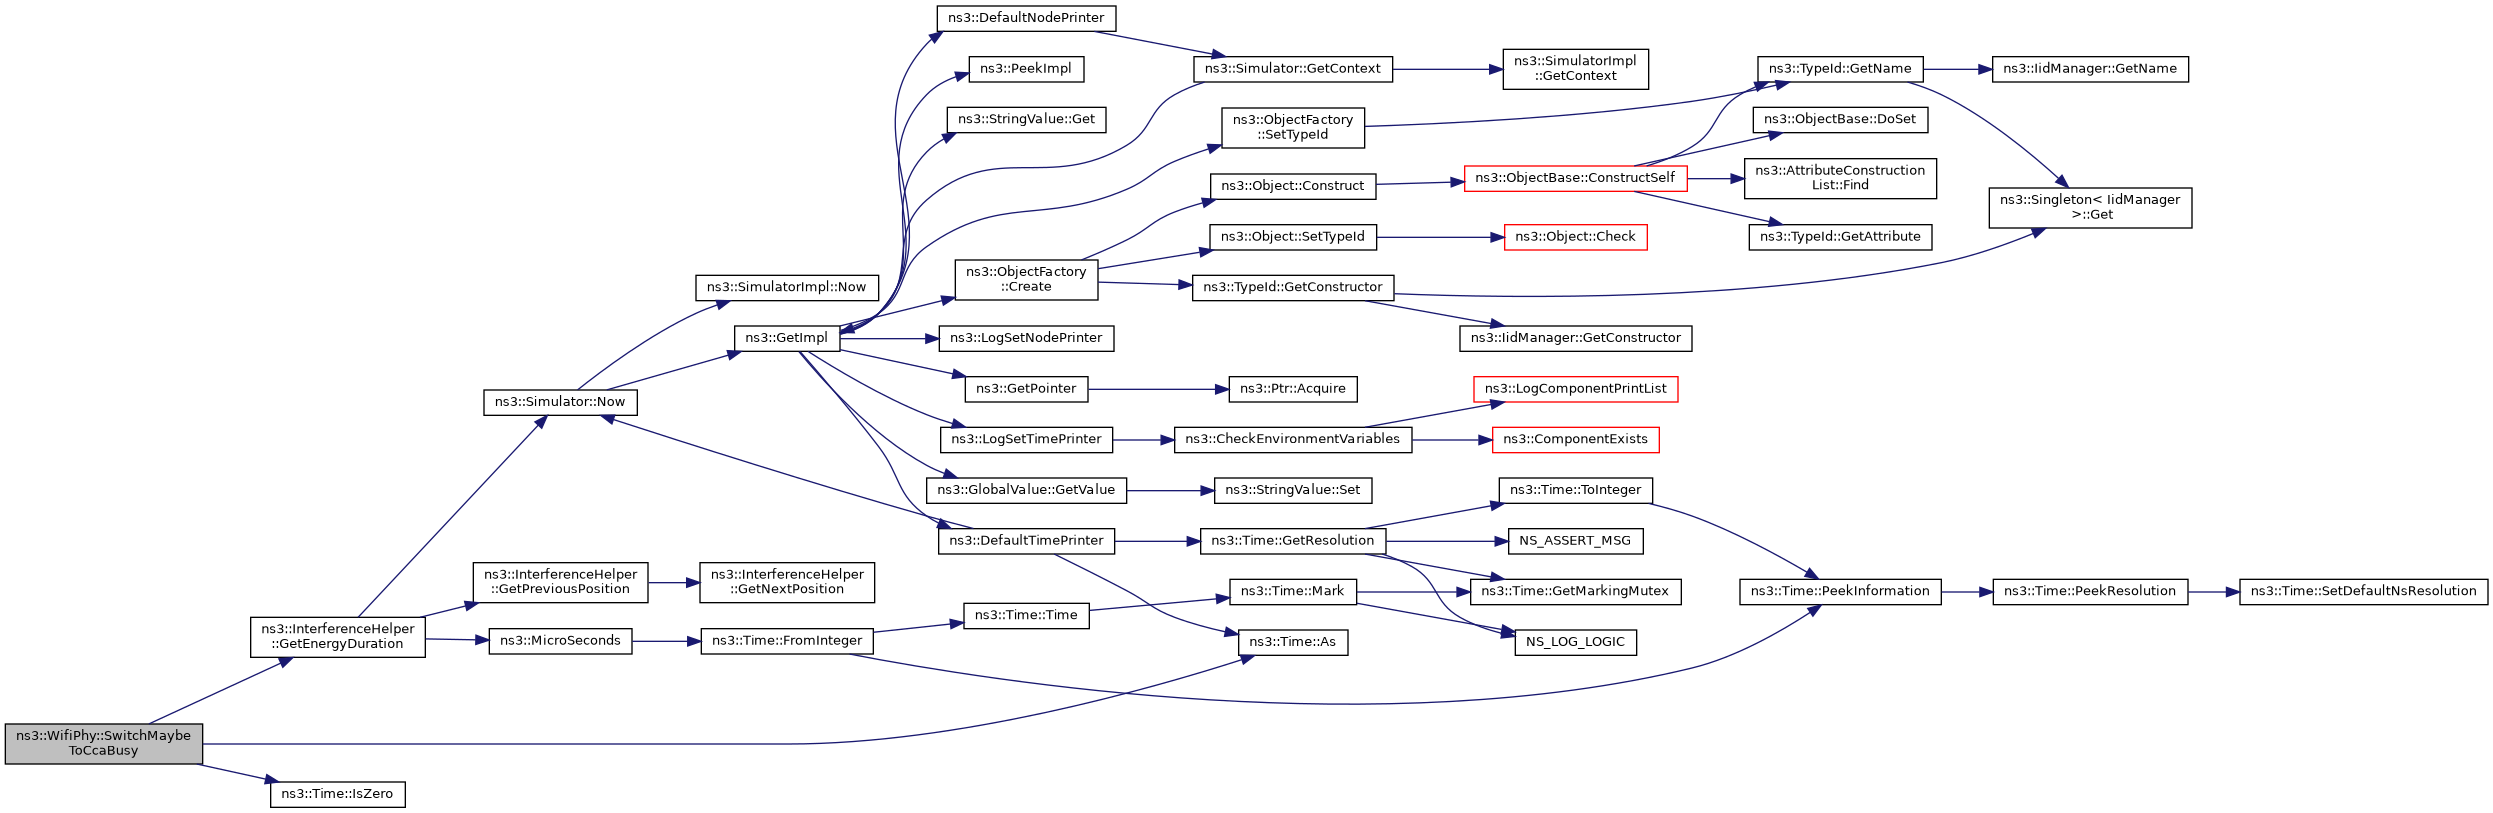 ns3::DefaultNodePrinter
ns3::PeekImpl
ns3::StringValue::Get
ns3::Simulator::GetContext
ns3::SimulatorImpl
::GetContext
ns3::TypeId::GetName
ns3::IidManager::GetName
ns3::ObjectFactory
::SetTypeId
ns3::ObjectBase::DoSet
ns3::Object::Construct
ns3::ObjectBase::ConstructSelf
ns3::AttributeConstruction
List::Find
ns3::Singleton< IidManager
>::Get
ns3::Object::SetTypeId
ns3::Object::Check
ns3::TypeId::GetAttribute
ns3::SimulatorImpl::Now
ns3::ObjectFactory
::Create
ns3::TypeId::GetConstructor
ns3::GetImpl
ns3::LogSetNodePrinter
ns3::IidManager::GetConstructor
ns3::Simulator::Now
ns3::GetPointer
ns3::Ptr::Acquire
ns3::LogComponentPrintList
ns3::LogSetTimePrinter
ns3::CheckEnvironmentVariables
ns3::ComponentExists
ns3::GlobalValue::GetValue
ns3::StringValue::Set
ns3::Time::ToInteger
ns3::DefaultTimePrinter
ns3::Time::GetResolution
NS_ASSERT_MSG
ns3::InterferenceHelper
::GetPreviousPosition
ns3::InterferenceHelper
::GetNextPosition
ns3::Time::Mark
ns3::Time::GetMarkingMutex
ns3::Time::PeekInformation
ns3::Time::PeekResolution
ns3::Time::SetDefaultNsResolution
ns3::InterferenceHelper
::GetEnergyDuration
ns3::MicroSeconds
ns3::Time::FromInteger
ns3::Time::Time
ns3::Time::As
NS_LOG_LOGIC
ns3::WifiPhy::SwitchMaybe
ToCcaBusy
ns3::Time::IsZero